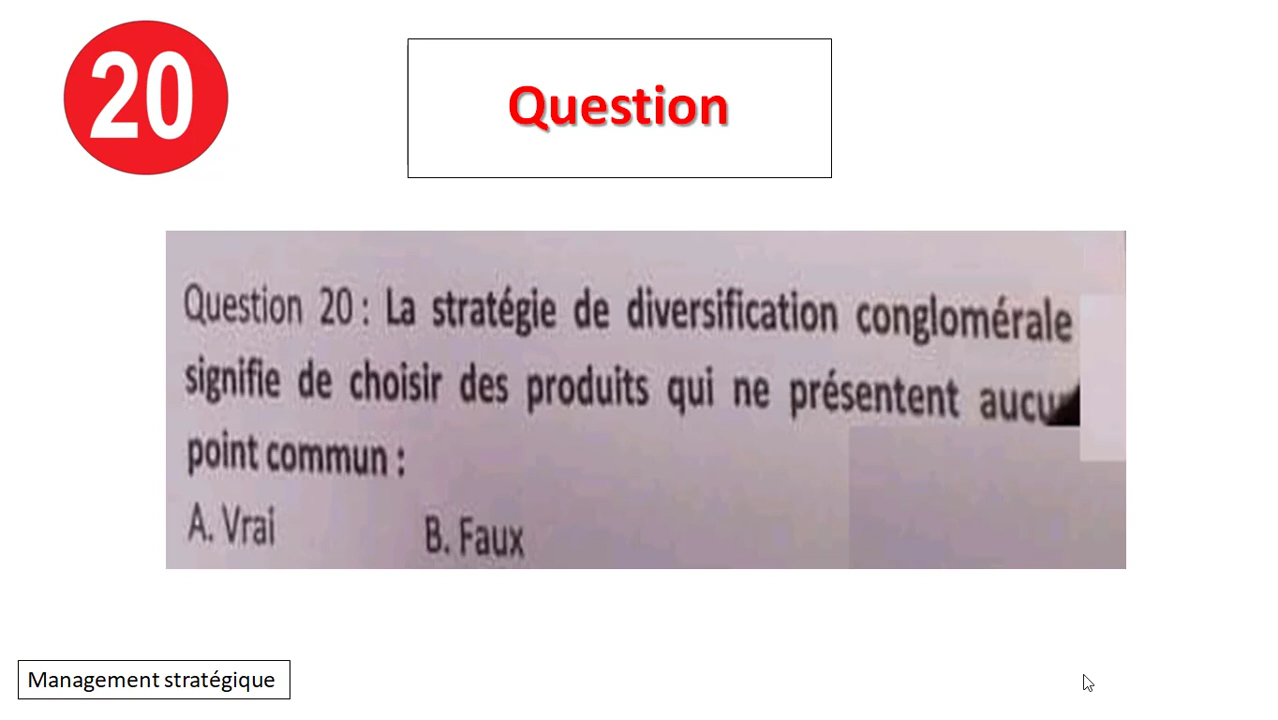 20
Question
Question 20 : La stratégie de diversification conglomérale
signifie de choisir des produits qui ne présentent
point commun :
A. Vrai B. Faux
Management stratégique